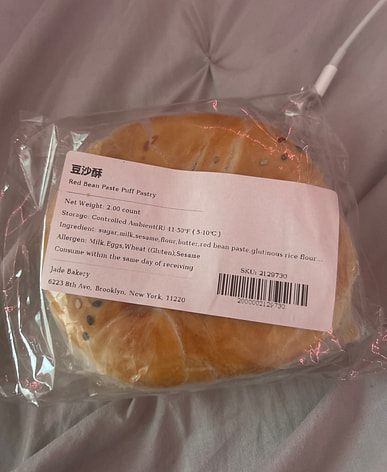 豆沙酥
Red Bean Paste Puff Pastry
Net Weight: 2.00 count
Storage: Controlled Ambient(R) 41-50°F ( 5-10°C )
Ingredient: sugar,milk,sesame,flour,butter,red bean paste,glutinous rice flour...
Allergen: Milk,Eggs,Wheat (Gluten),Sesame
Consume within the same day of receiving
SKU: 2129730
2000002129730
Jade Bakery
6223 8th Ave, Brooklyn, New York, 11220